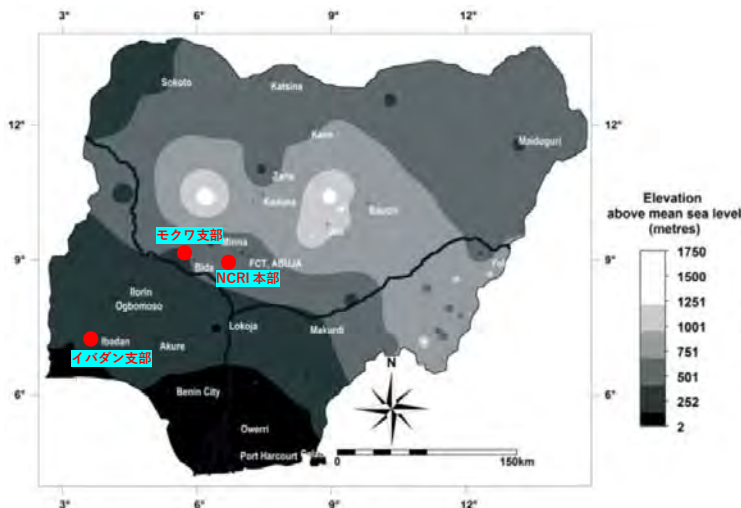 3°
6°
9°
12°
Sokoto
Katsina
12°
12°
Kano
Maiduguri
Zaria
Kaduna
Bauchi
Elevation
above mean sea level
(metres)
1750
1500
1251
1001
751
501
252
2
9°
9°
モクワ支部
Minna
Jos
Bida
FCT. ABUJA
Yola
NCRI 本部
Ilorin
Ogbomoso
Lokoja
Makurdi
Ibadan
Akure
イバダン支部
N
6°
6°
Benin City
Owerri
Port Harcourt
0
150km
3°
6°
9°
12°